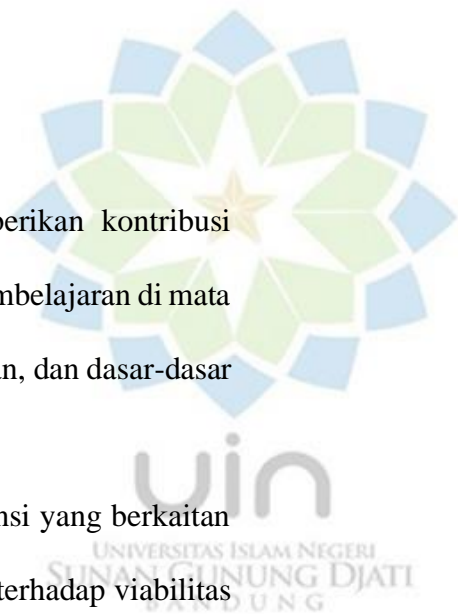 berikan kontribusi
mbelajaran di mata
n, dan dasar-dasar
nsi yang berkaitan
terhadap viabilitas
uin
UNIVERSITAS ISLAM NEGERI
SUNAN GUNUNG DJATI
BANDUNG